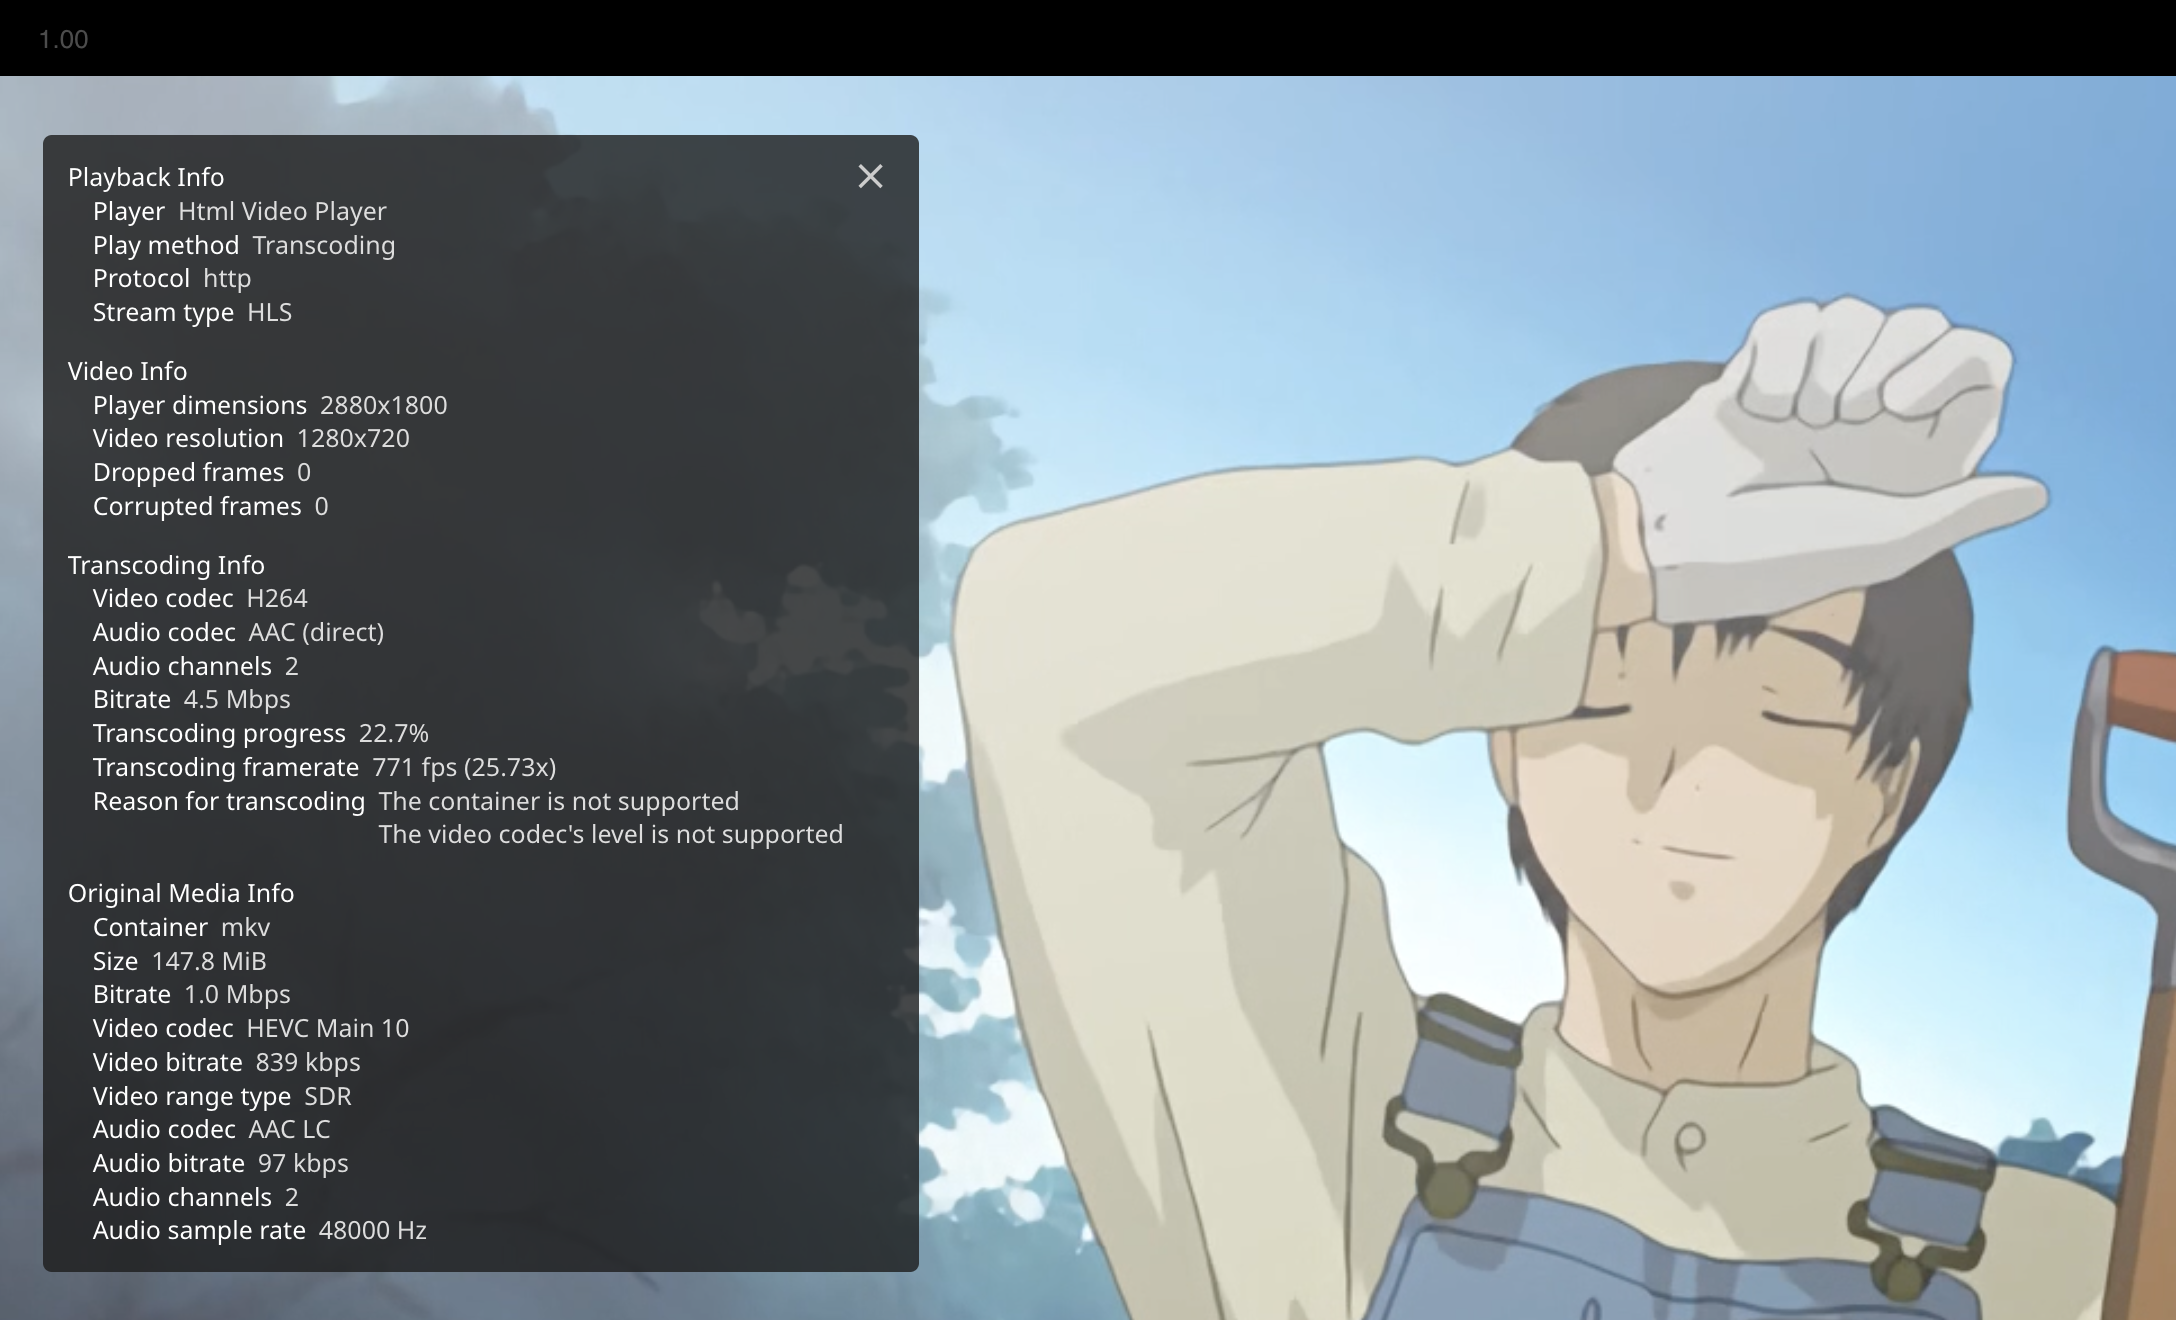 1.00
Playback Info
Player Html Video Player
Play method Transcoding
Protocol http
Stream type HLS
Video Info
Player dimensions 2880x1800
Video resolution 1280x720
Dropped frames 0
Corrupted frames 0
Transcoding Info
Video codec H264
Audio codec AAC (direct)
Audio channels 2
Bitrate 4.5 Mbps
Transcoding progress 22.7%
Transcoding framerate 771 fps (25.73x)
Reason for transcoding The container is not supported
The video codec's level is not supported
Original Media Info
Container mkv
Size 147.8 MiB
Bitrate 1.0 Mbps
Video codec HEVC Main 10
Video bitrate 839 kbps
Video range type SDR
Audio codec AAC LC
Audio bitrate 97 kbps
Audio channels 2
Audio sample rate 48000 Hz